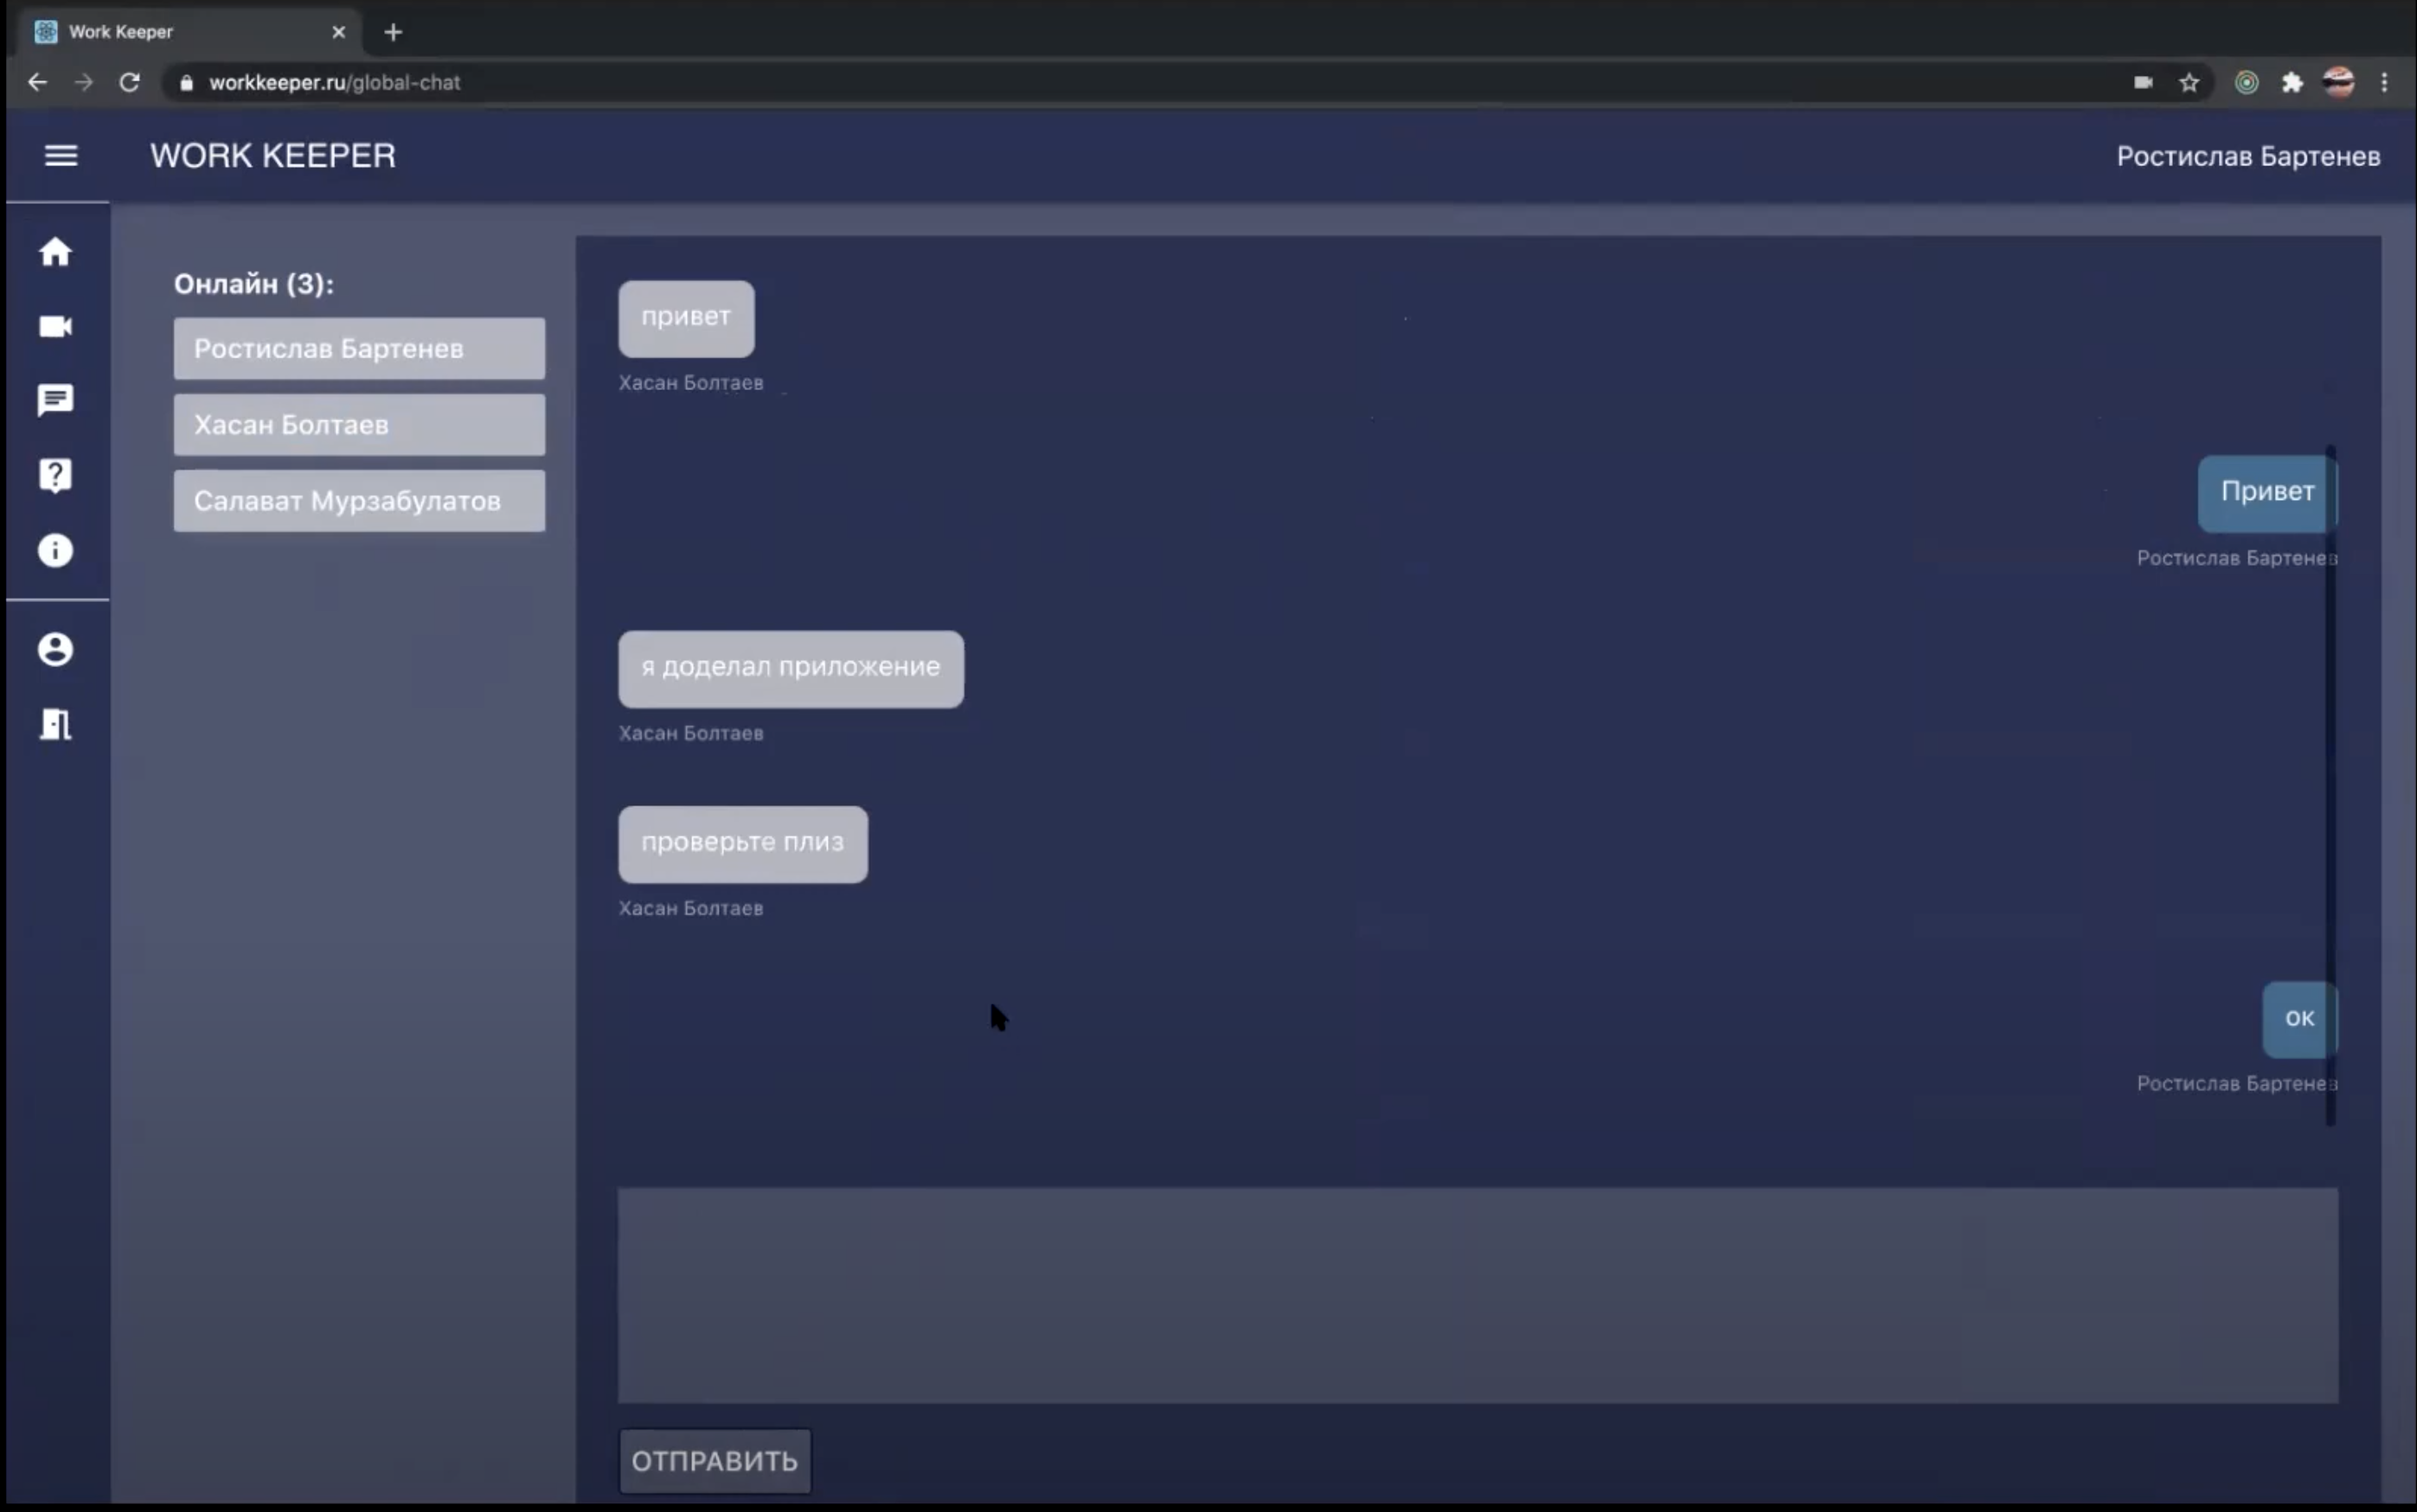 Work Keeper
workkeeper.ru/global-chat
WORK KEEPER
Ростислав Бартенев
Онлайн (3):
Ростислав Бартенев
Хасан Болтаев
Салават Мурзабулатов
привет
Хасан Болтаев
Привет
Ростислав Бартенев
я доделал приложение
Хасан Болтаев
проверьте плиз
Хасан Болтаев
ок
Ростислав Бартенев
ОТПРАВИТЬ